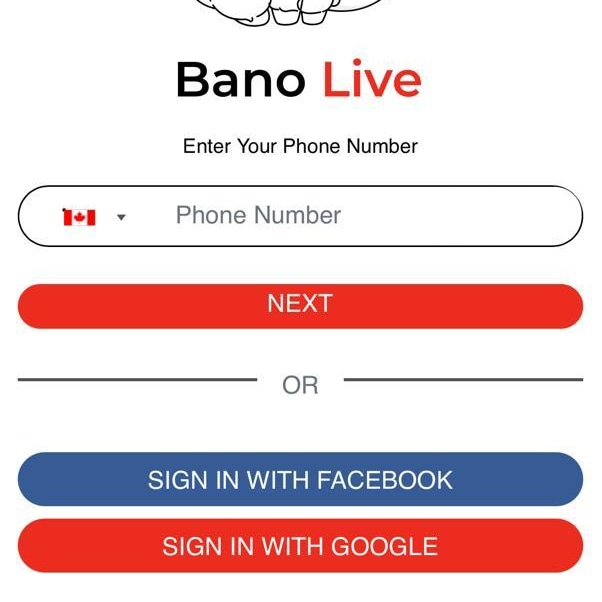 Bano Live
Enter Your Phone Number
Phone Number
NEXT
OR
SIGN IN WITH FACEBOOK
SIGN IN WITH GOOGLE